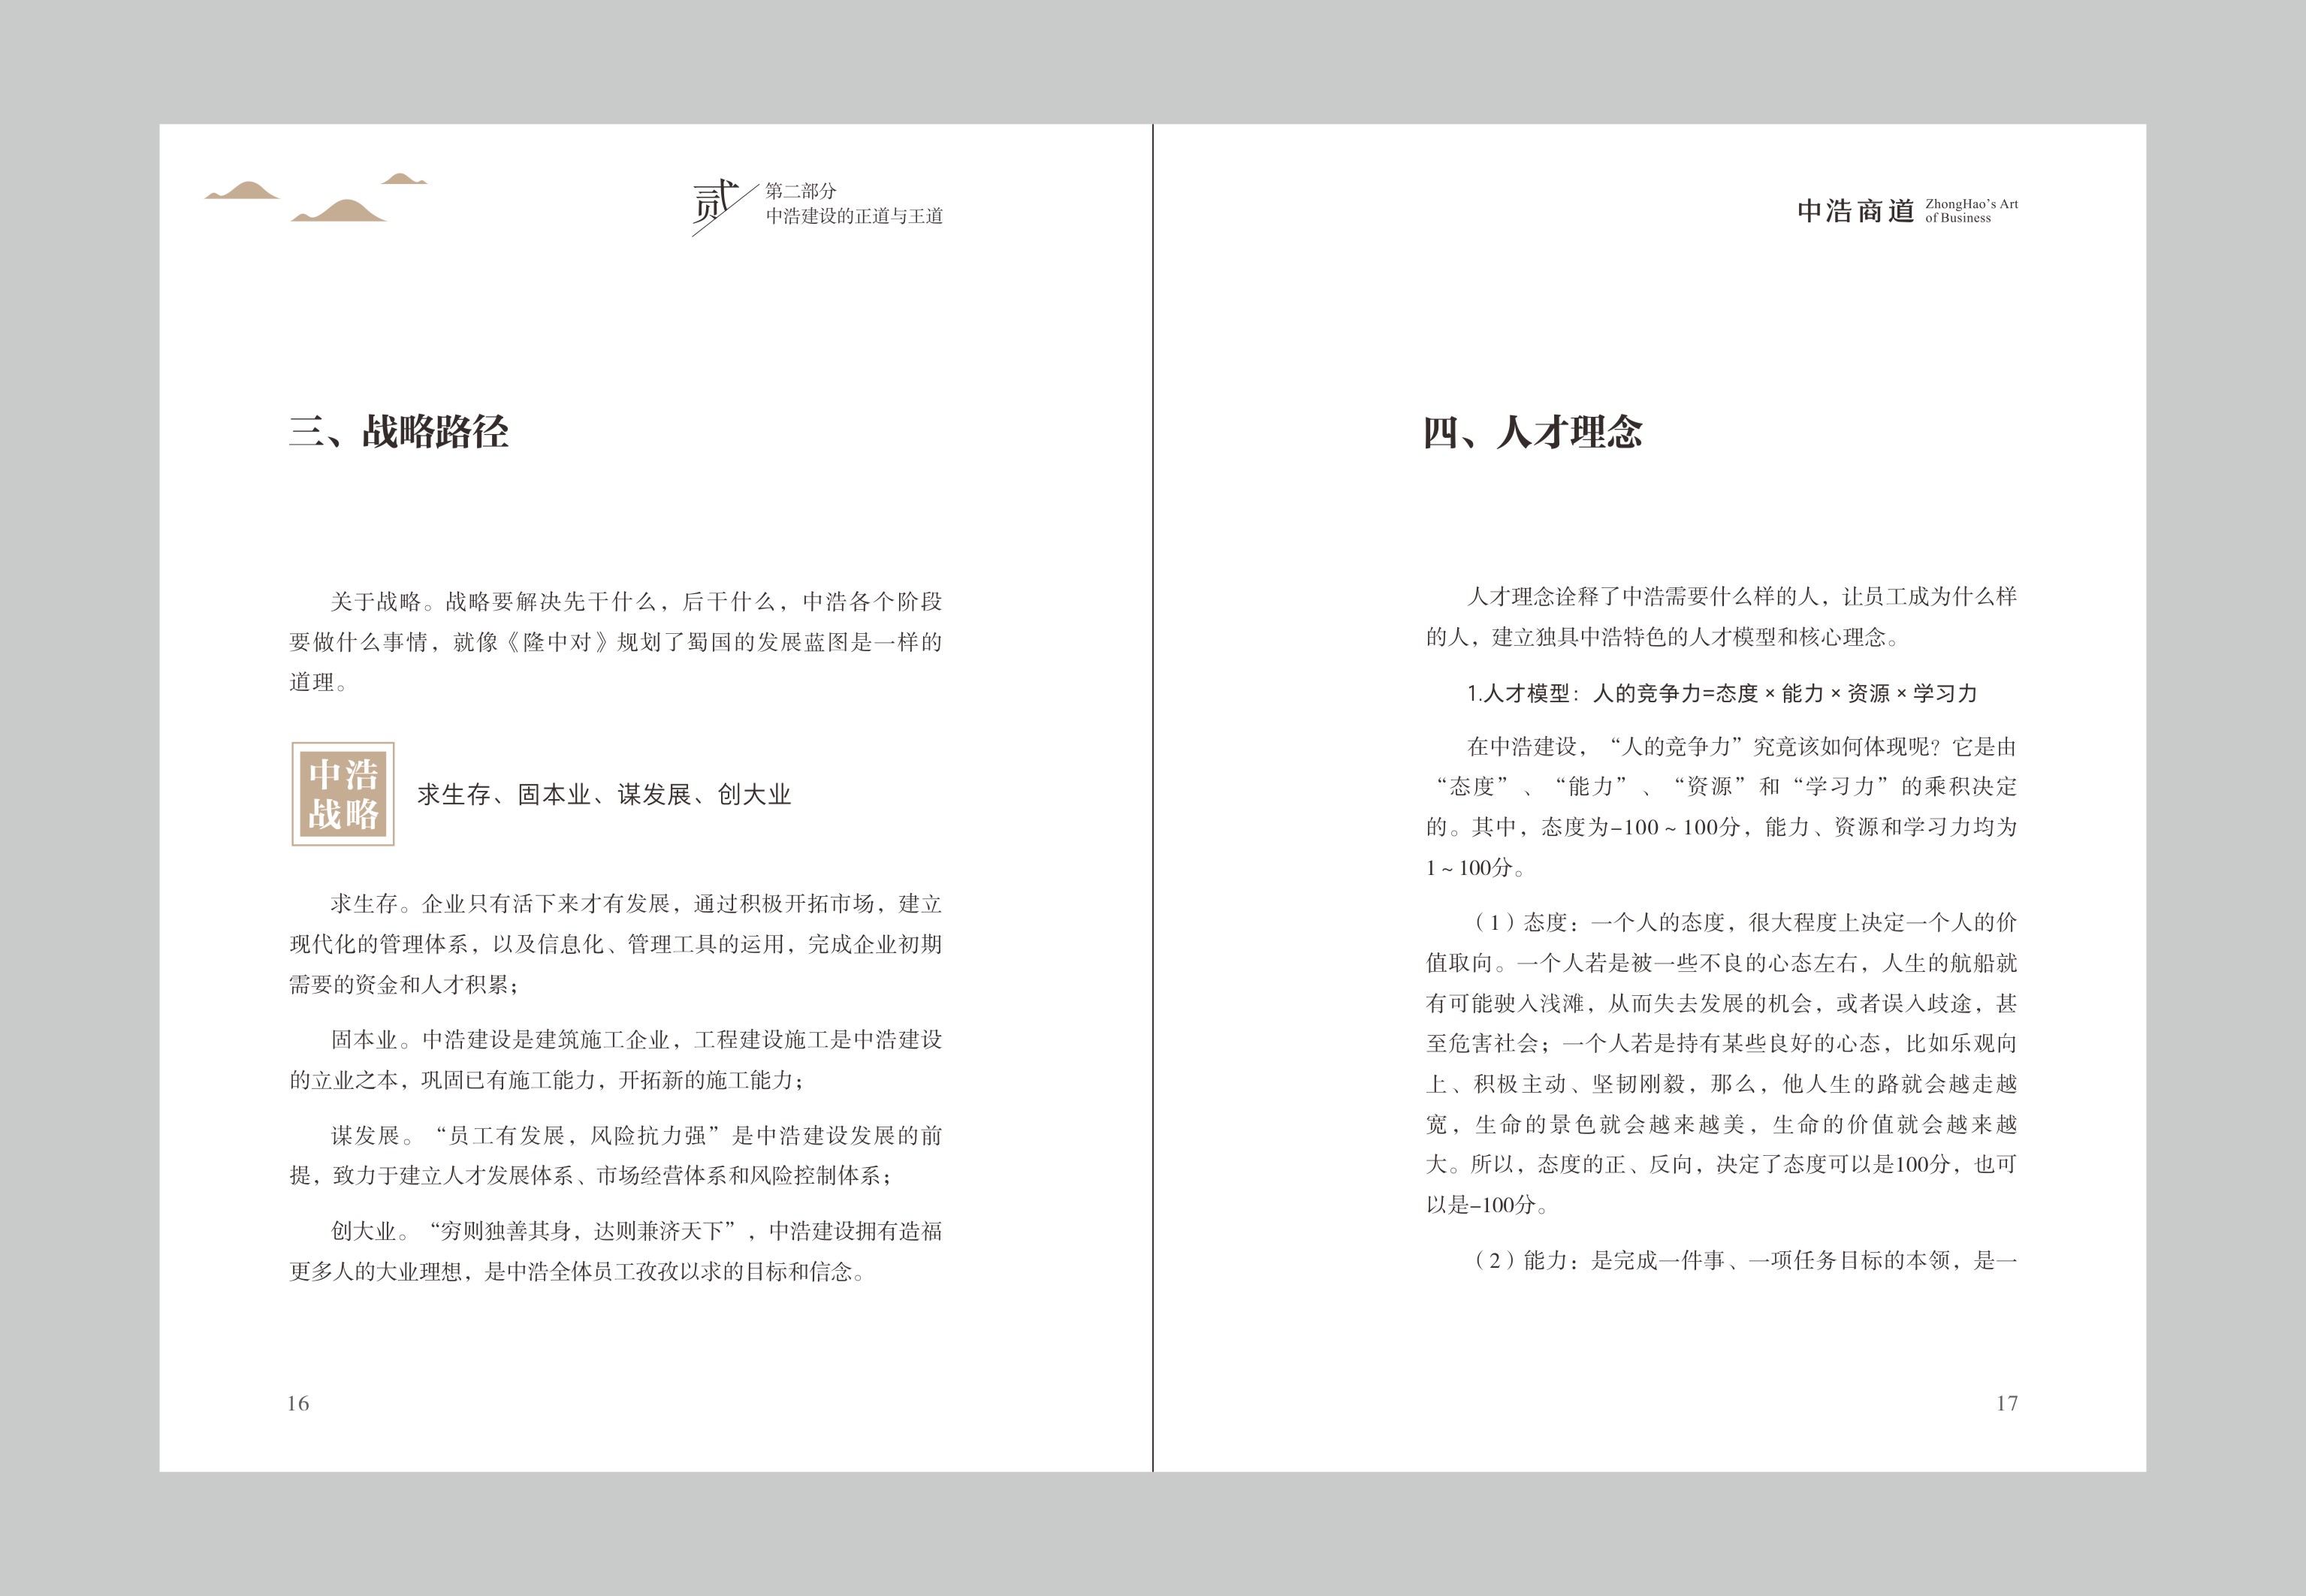 贰
第二部分
中浩建设的正道与王道
三、战略路径
关于战略。战略要解决先干什么，后干什么，中浩各个阶段
要做什么事情，就像《隆中对》规划了蜀国的发展蓝图是一样的
道理。
中浩
战略
求生存、固本业、谋发展、创大业
求生存。企业只有活下来才有发展，通过积极开拓市场，建立
现代化的管理体系，以及信息化、管理工具的运用，完成企业初期
需要的资金和人才积累；
固本业。中浩建设是建筑施工企业，工程建设施工是中浩建设
的立业之本，巩固已有施工能力，开拓新的施工能力；
谋发展。“员工有发展，风险抗力强”是中浩建设发展的前
提，致力于建立人才发展体系、市场经营体系和风险控制体系；
创大业。“穷则独善其身，达则兼济天下”，中浩建设拥有造福
更多人的大业理想，是中浩全体员工孜孜以求的目标和信念。
16
中浩商道
ZhongHao's Art
of Business
四、人才理念
人才理念诠释了中浩需要什么样的人，让员工成为什么样
的人，建立独具中浩特色的人才模型和核心理念。
1.人才模型：人的竞争力=态度×能力×资源×学习力
在中浩建设，“人的竞争力”究竟该如何体现呢？它是由
“态度”、“能力”、“资源”和“学习力”的乘积决定
的。其中，态度为–100～100分，能力、资源和学习力均为
1～100分。
（1）态度：一个人的态度，很大程度上决定一个人的价
值取向。一个人若是被一些不良的心态左右，人生的航船就
有可能驶入浅滩，从而失去发展的机会，或者误入歧途，甚
至危害社会；一个人若是持有某些良好的心态，比如乐观向
上、积极主动、坚韧刚毅，那么，他人生的路就会越走越
宽，生命的景色就会越来越美，生命的价值就会越来越
大。所以，态度的正、反向，决定了态度可以是100分，也可
以是–100分。
（2）能力：是完成一件事、一项任务目标的本领，是一
17